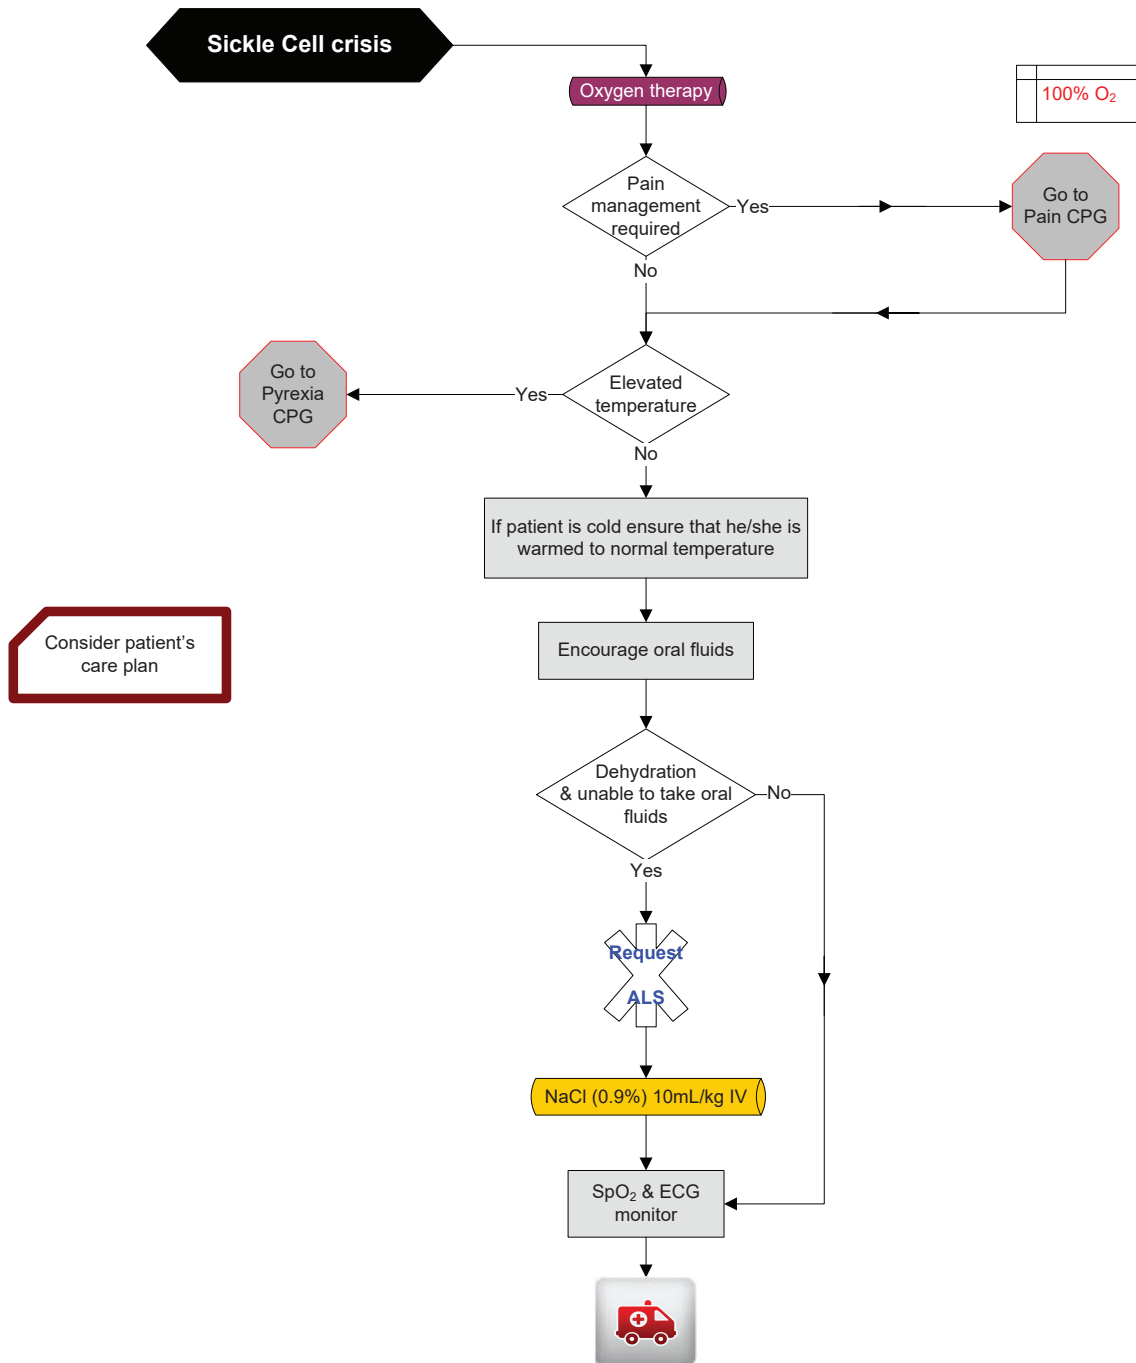 Sickle Cell crisis
Oxygen therapy
100% O₂
Pain
management
required
Yes
Go to
Pain CPG
No
Elevated
temperature
Yes
Go to
Pyrexia
CPG
No
If patient is cold ensure that he/she is
warmed to normal temperature
Consider patient's
care plan
Encourage oral fluids
Dehydration
& unable to take oral
fluids
No
Yes
Request
ALS
NaCl (0.9%) 10mL/kg IV
SpO₂ & ECG
monitor